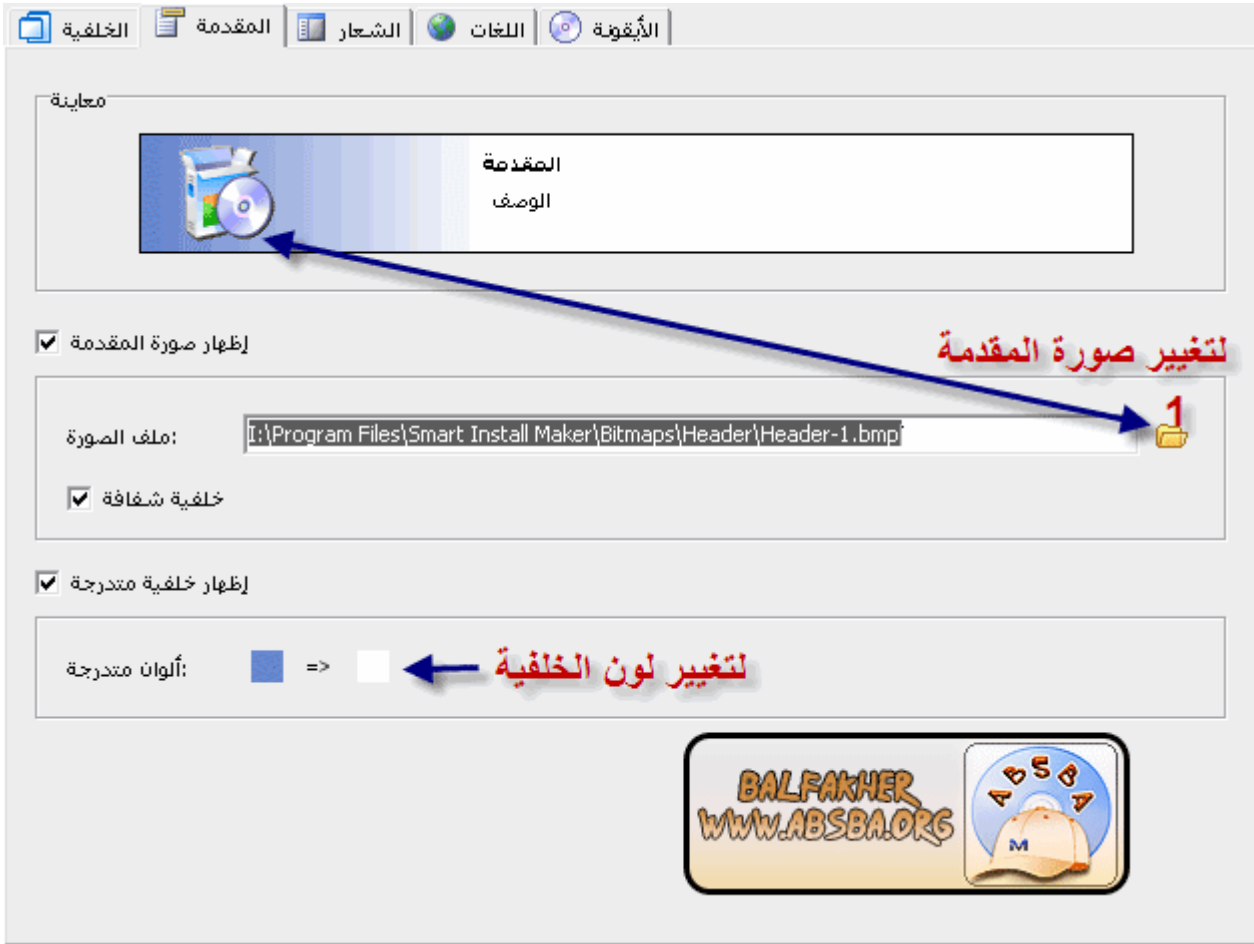 الخلفية
المقدمة
الشعار
اللغات
الأيقونة
معاينة
المقدمة
الوصف
إظهار صورة المقدمة
لتغيير صورة المقدمة
1
ملف الصورة:
I:\Program Files\Smart Install Maker\Bitmaps\Header\Header-1.bmp
خلفية شفافة
إظهار خلفية متدرجة
ألوان متدرجة:
=>
لتغيير لون الخلفية
BALFAKHER
WWW.ABSBA.ORG
ABSBA
M